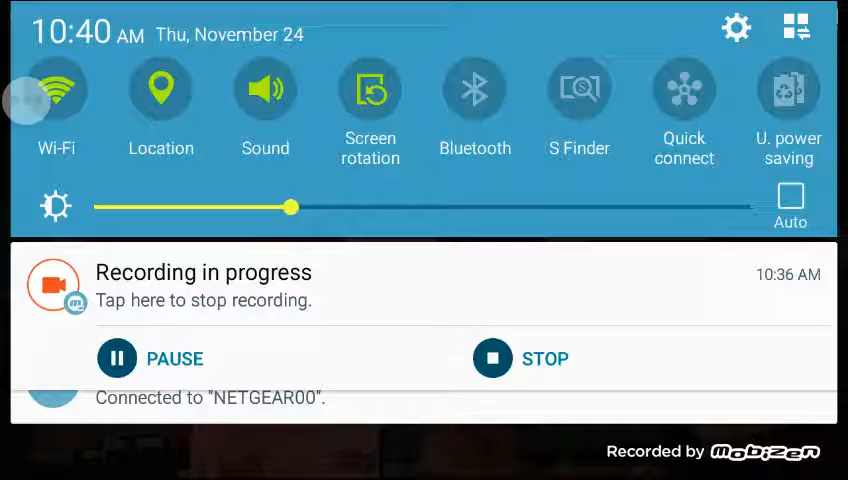 10:40 AM Thu, November 24
Wi-Fi Location Sound Screen rotation Bluetooth S Finder Quick connect U. power saving
Auto
Recording in progress 10:36 AM
Tap here to stop recording.
PAUSE STOP
Connected to "NETGEAR00".
Recorded by mobizen